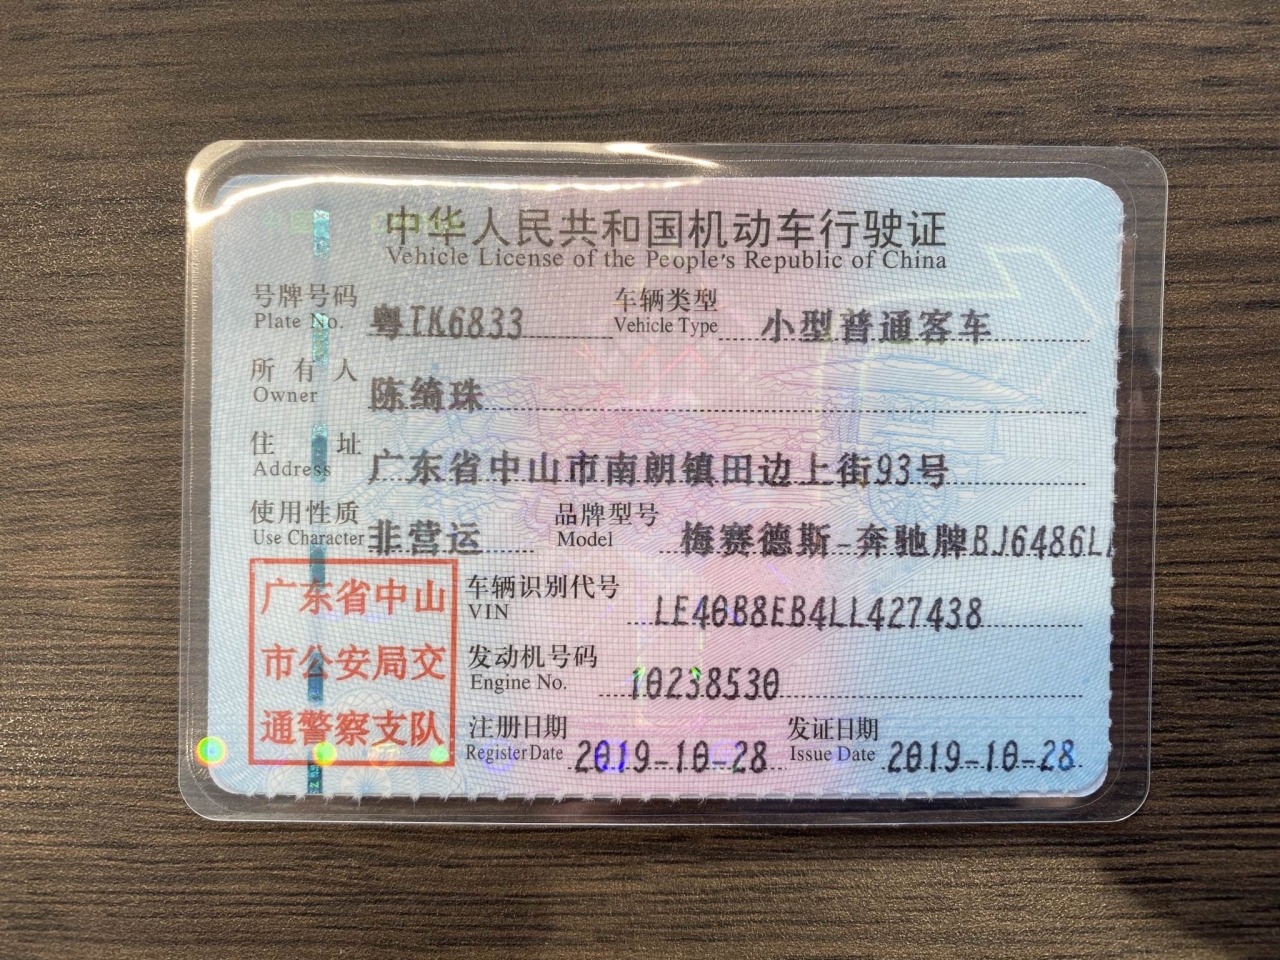 中华人民共和国机动车行驶证
Vehicle License of the People's Republic of China
号牌号码 粤TK6833 车辆类型 小型普通客车
Plate No. Vehicle Type
所有人 陈绮珠
Owner
住址 广东省中山市南朗镇田边上街93号
Address
使用性质 非营运 品牌型号 梅赛德斯-奔驰牌BJ6486L
Use Character Model
广东省中山
市公安局交
通警察支队
车辆识别代号 LE40B8EB4LL427438
VIN
发动机号码 10238530
Engine No.
注册日期 2019-10-28 发证日期 2019-10-28
Register Date Issue Date